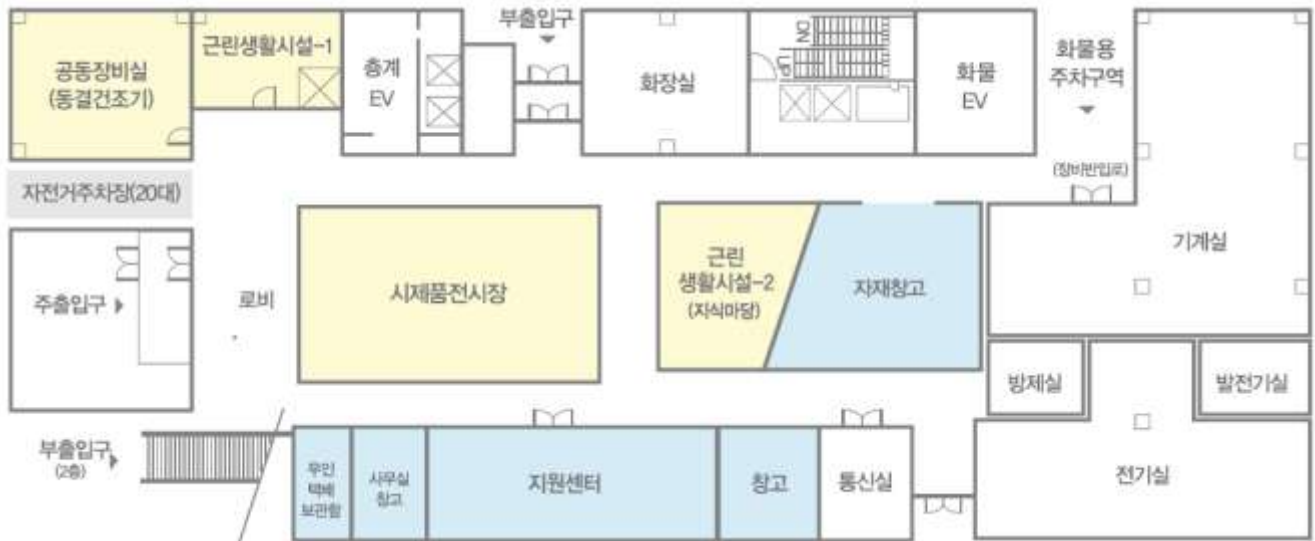 공동장비실
(동결건조기)
근린생활시설-1
층계
EV
부출입구
화장실
DN
UP
화물
EV
화물용
주차구역
(장비반입로)
기계실
자전거주차장(20대)
주출입구
로비
시제품전시장
근린
생활시설-2
(지식마당)
자재창고
방제실
발전기실
부출입구
(2층)
무인
택배
보관함
사무실
창고
지원센터
창고
통신실
전기실